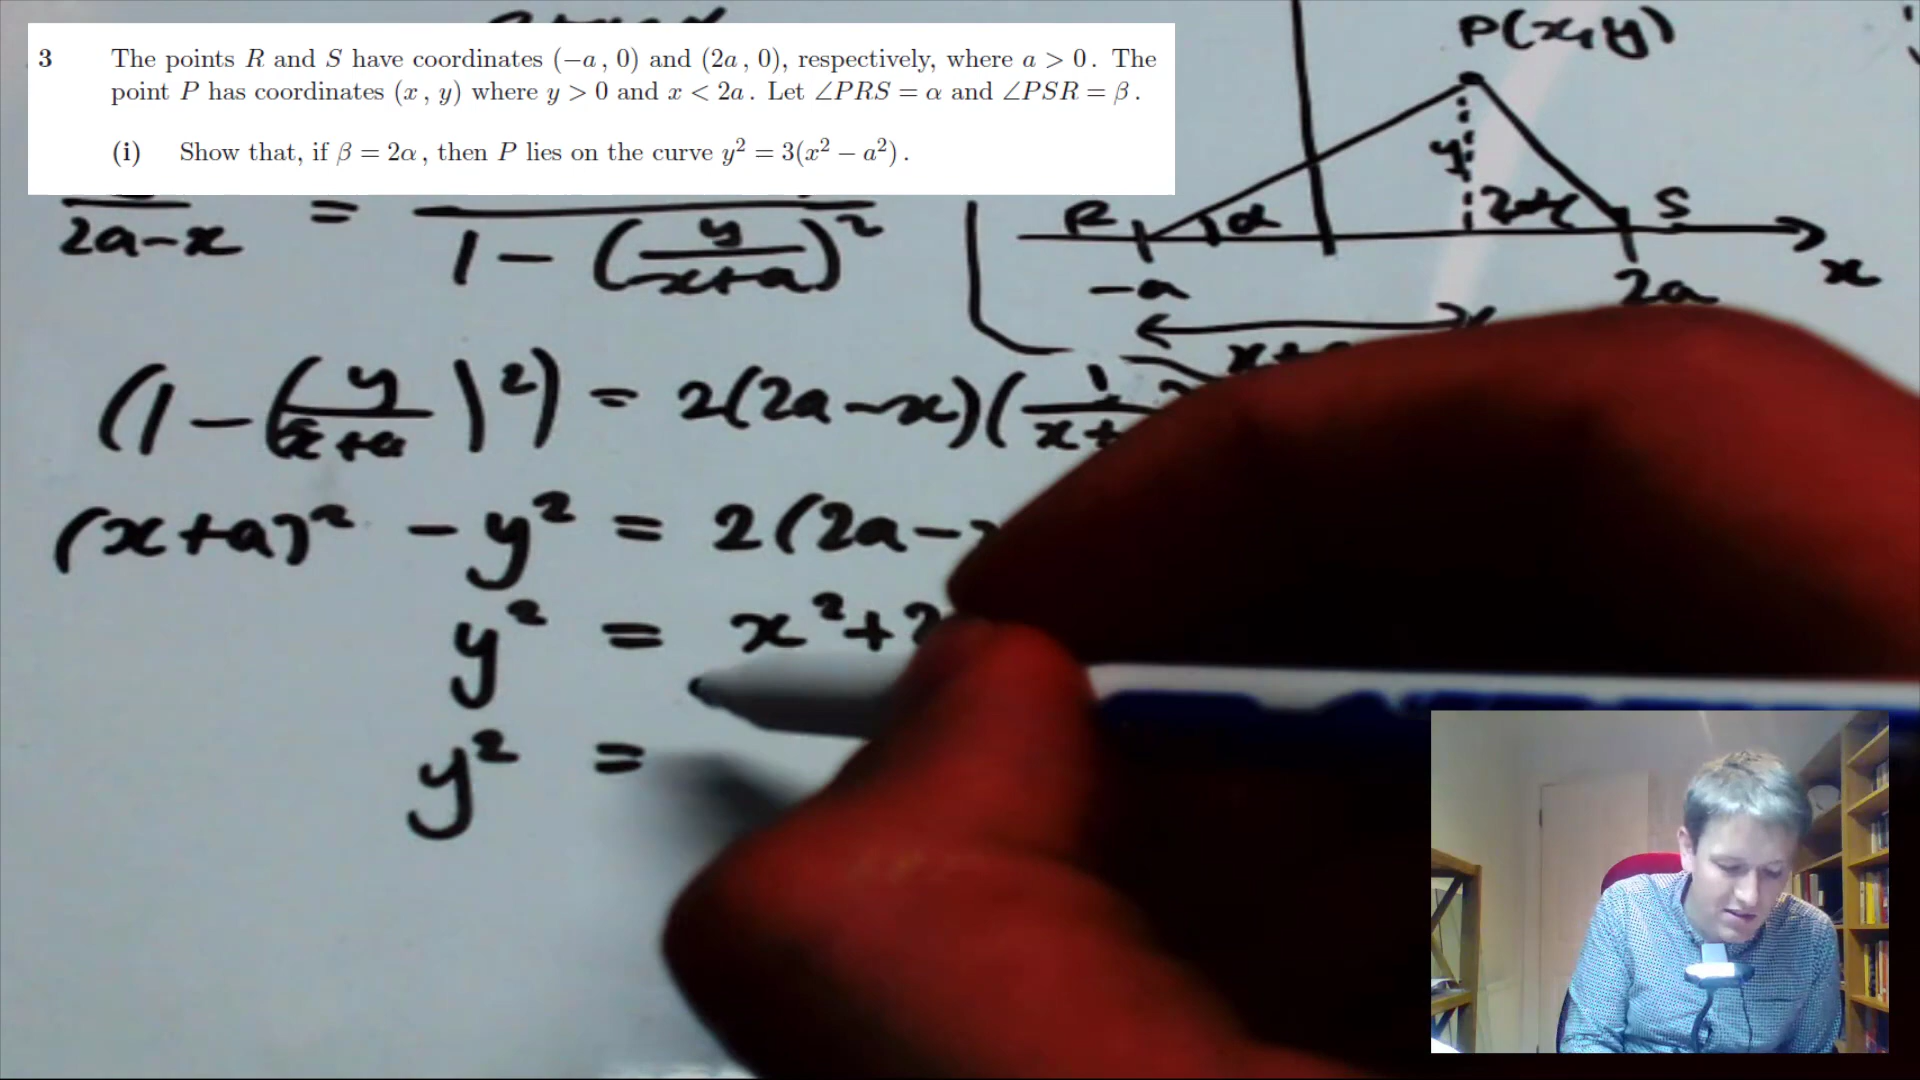 3 The points R and S have coordinates (−a, 0) and (2a, 0), respectively, where a > 0. The
point P has coordinates (x, y) where y > 0 and x < 2a. Let ∠PRS = α and ∠PSR = β.
(i) Show that, if β = 2α, then P lies on the curve y² = 3(x² − a²).
P(x,y)
y
R α 2α S
-a 2a x
2a-x = 1 - (y/(x+a))²
(1 - (y/(x+a))²) = 2(2a-x)(1/
(x+a)² - y² = 2(2a-
y² = x² +
y² =